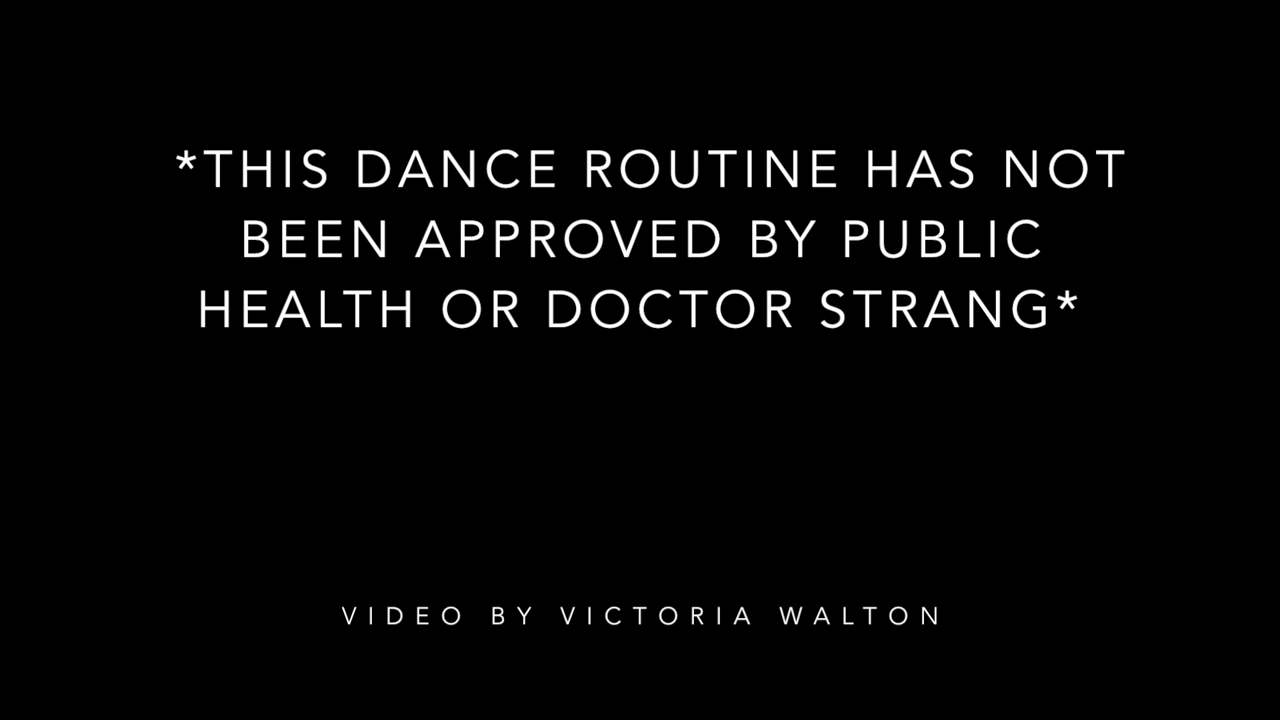 *THIS DANCE ROUTINE HAS NOT
BEEN APPROVED BY PUBLIC
HEALTH OR DOCTOR STRANG*
VIDEO BY VICTORIA WALTON